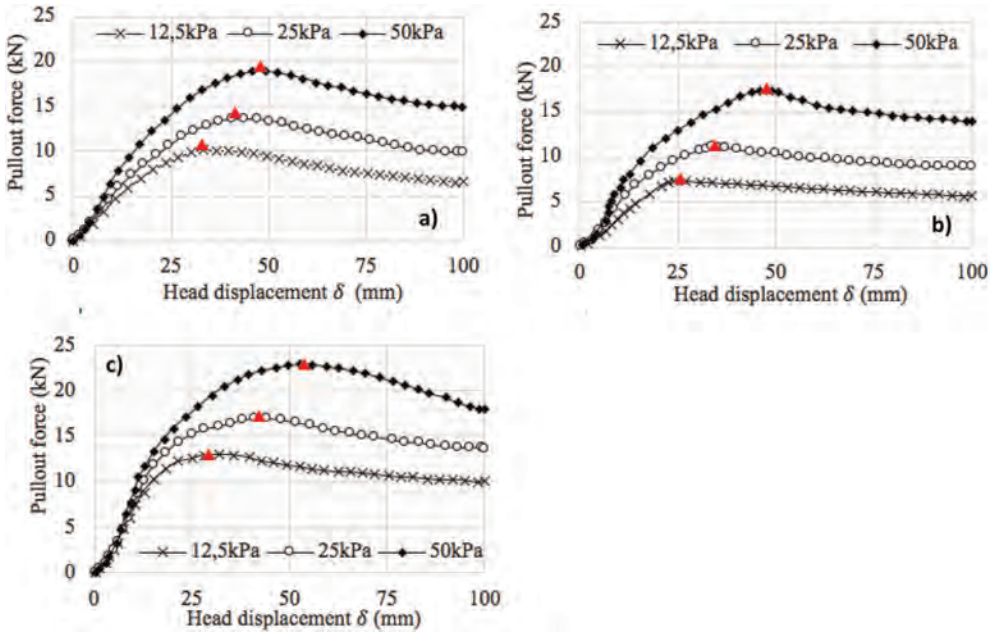 25
12,5kPa 25kPa 50kPa
20
15
10
5
0
0 25 50 75 100
Pullout force (kN)
Head displacement δ (mm)
a)
25
12,5kPa 25kPa 50kPa
20
15
10
5
0
0 25 50 75 100
Pullout force (kN)
Head displacement δ (mm)
b)
25
c)
20
15
10
5
12,5kPa 25kPa 50kPa
0
0 25 50 75 100
Pullout force (kN)
Head displacement δ (mm)